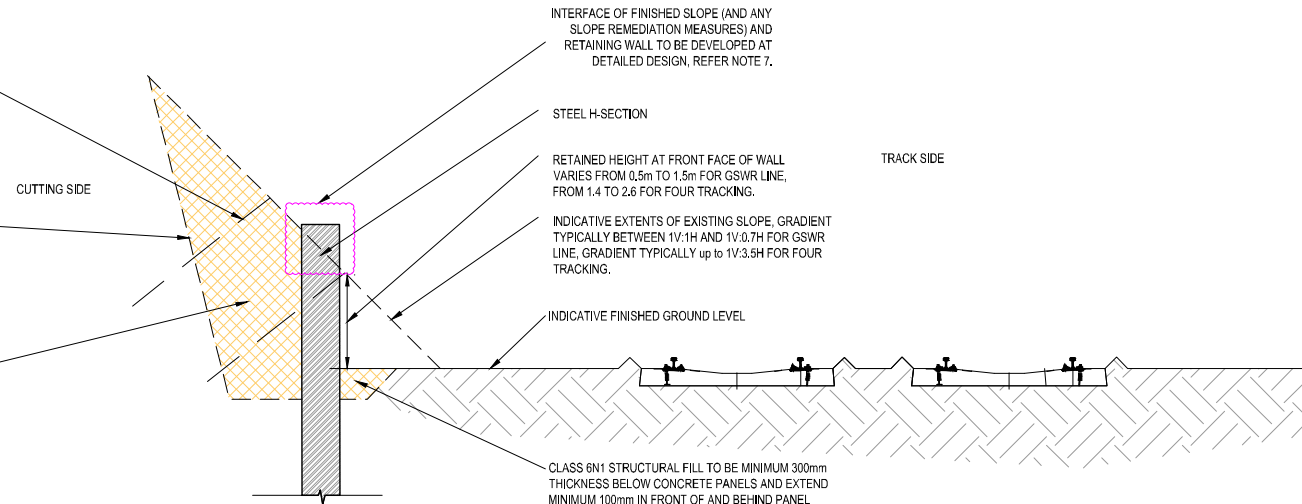 INTERFACE OF FINISHED SLOPE (AND ANY
SLOPE REMEDIATION MEASURES) AND
RETAINING WALL TO BE DEVELOPED AT
DETAILED DESIGN, REFER NOTE 7.
STEEL H-SECTION
RETAINED HEIGHT AT FRONT FACE OF WALL
VARIES FROM 0.5m TO 1.5m FOR GSWR LINE,
FROM 1.4 TO 2.6 FOR FOUR TRACKING.
TRACK SIDE
CUTTING SIDE
INDICATIVE EXTENTS OF EXISTING SLOPE, GRADIENT
TYPICALLY BETWEEN 1V:1H AND 1V:0.7H FOR GSWR
LINE, GRADIENT TYPICALLY up to 1V:3.5H FOR FOUR
TRACKING.
INDICATIVE FINISHED GROUND LEVEL
CLASS 6N1 STRUCTURAL FILL TO BE MINIMUM 300mm
THICKNESS BELOW CONCRETE PANELS AND EXTEND
MINIMUM 100mm IN FRONT OF AND BEHIND PANEL